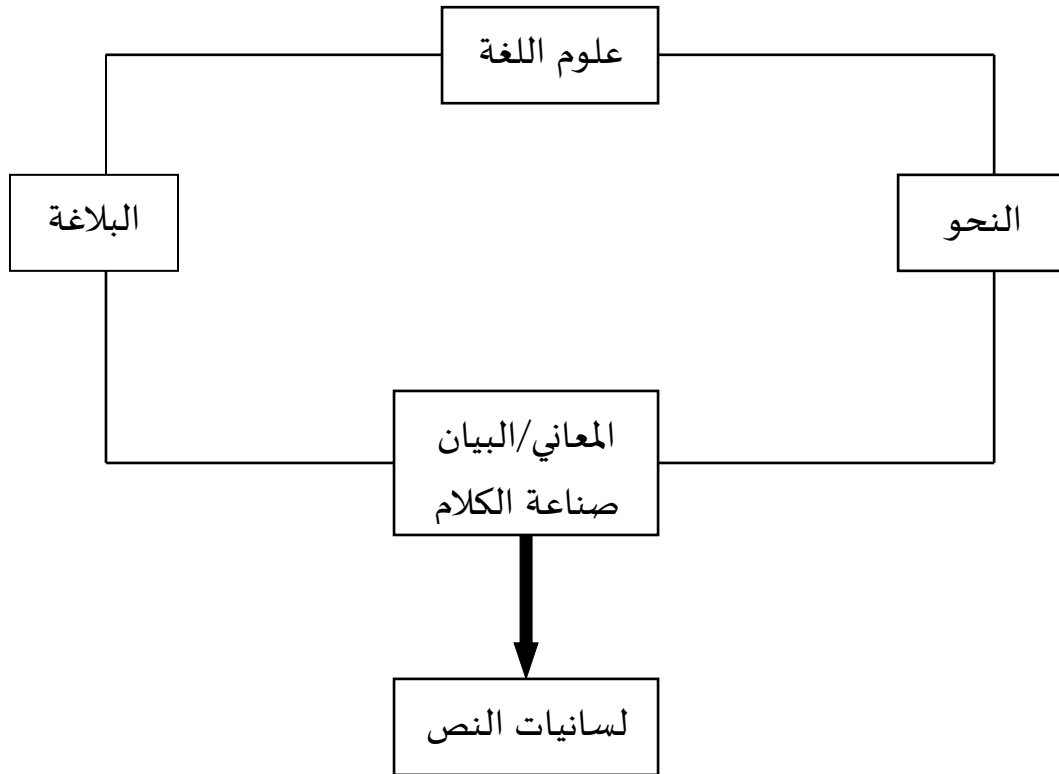 علوم اللغة
النحو
البلاغة
المعاني/البيان
صناعة الكلام
لسانيات النص